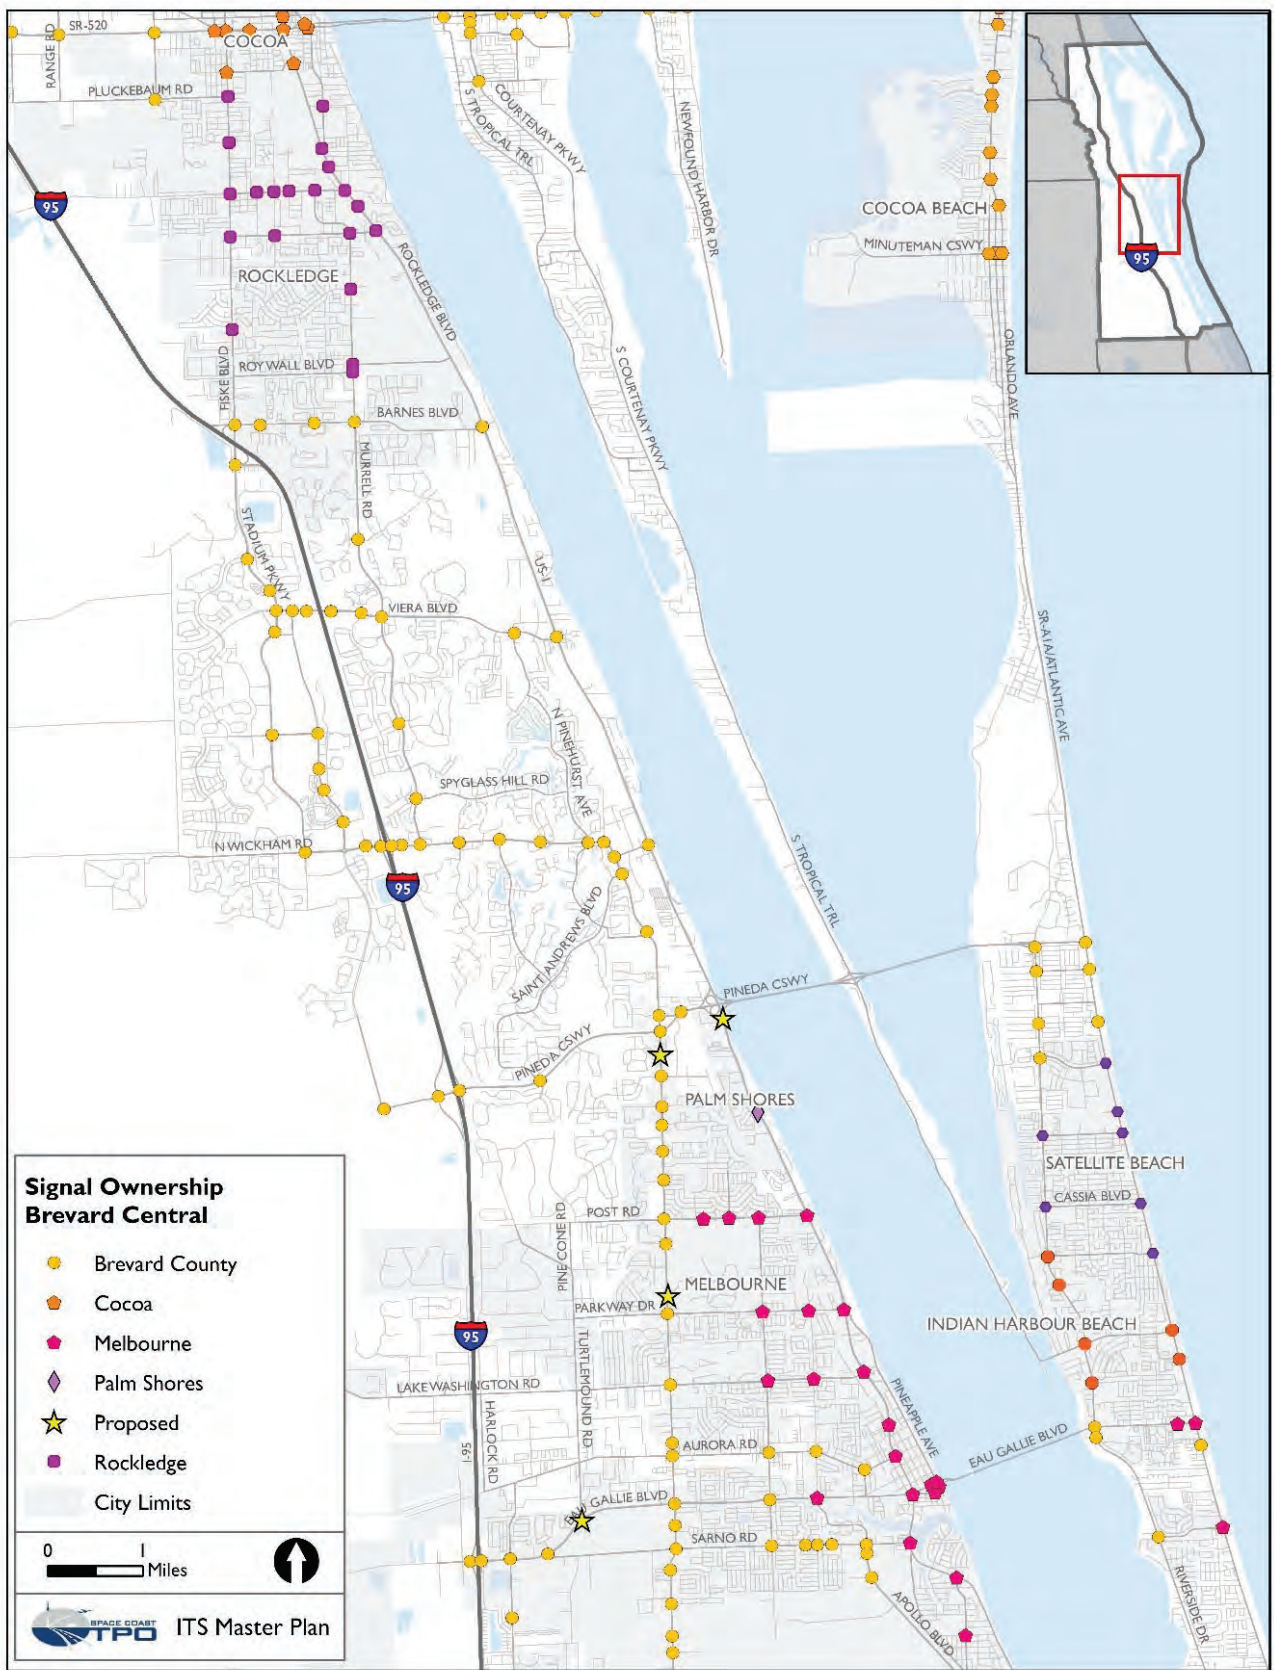 SR-520
RANGE RD
COCOA
PLUCKEBAUM RD
S TROPICAL TRL
COURTENAY PKWY
NEWFOUND HARBOR DR
95
COCOA BEACH
MINUTEMAN CSWY
95
ROCKLEDGE
ROCKLEDGE BLVD
FISKE BLVD
ROY WALL BLVD
S COURTENAY PKWY
ORLANDO AVE
BARNES BLVD
MURRELL RD
STADIUM PKWY
US-1
VIERA BLVD
SR-A1A/ATLANTIC AVE
N PINEHURST AVE
SPYGLASS HILL RD
N WICKHAM RD
S TROPICAL TRL
95
SAINT ANDREWS BLVD
PINEDA CSWY
PINEDA CSWY
PALM SHORES
SATELLITE BEACH
CASSIA BLVD
POST RD
PINE CONE RD
MELBOURNE
PARKWAY DR
INDIAN HARBOUR BEACH
95
TURTLEMOUND RD
LAKE WASHINGTON RD
PINEAPPLE AVE
HARLOCK RD
I-95
AURORA RD
EAU GALLIE BLVD
EAU GALLIE BLVD
SARNO RD
APOLLO BLVD
RIVERSIDE DR
Signal Ownership
Brevard Central
Brevard County
Cocoa
Melbourne
Palm Shores
Proposed
Rockledge
City Limits
0 1
Miles
SPACE COAST
TPO
ITS Master Plan